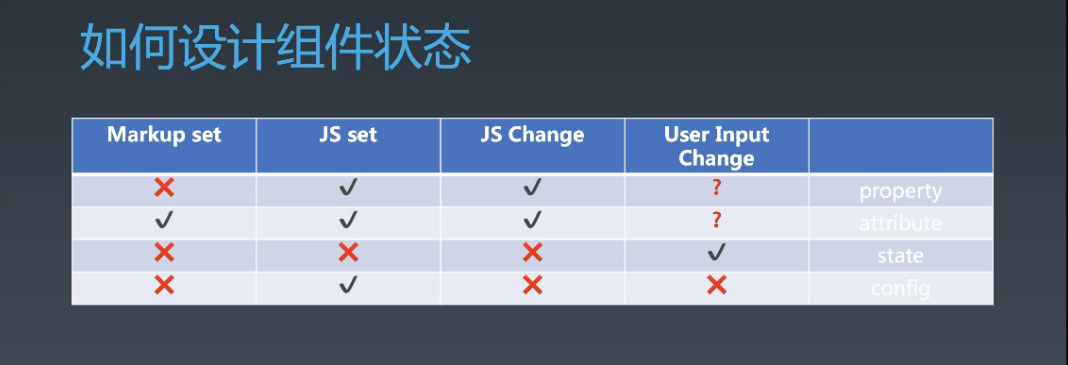 如何设计组件状态
Markup set JS set JS Change User Input Change
❌ ✔ ✔ ? property
✔ ✔ ✔ ? attribute
❌ ❌ ❌ ✔ state
❌ ✔ ❌ ❌ config